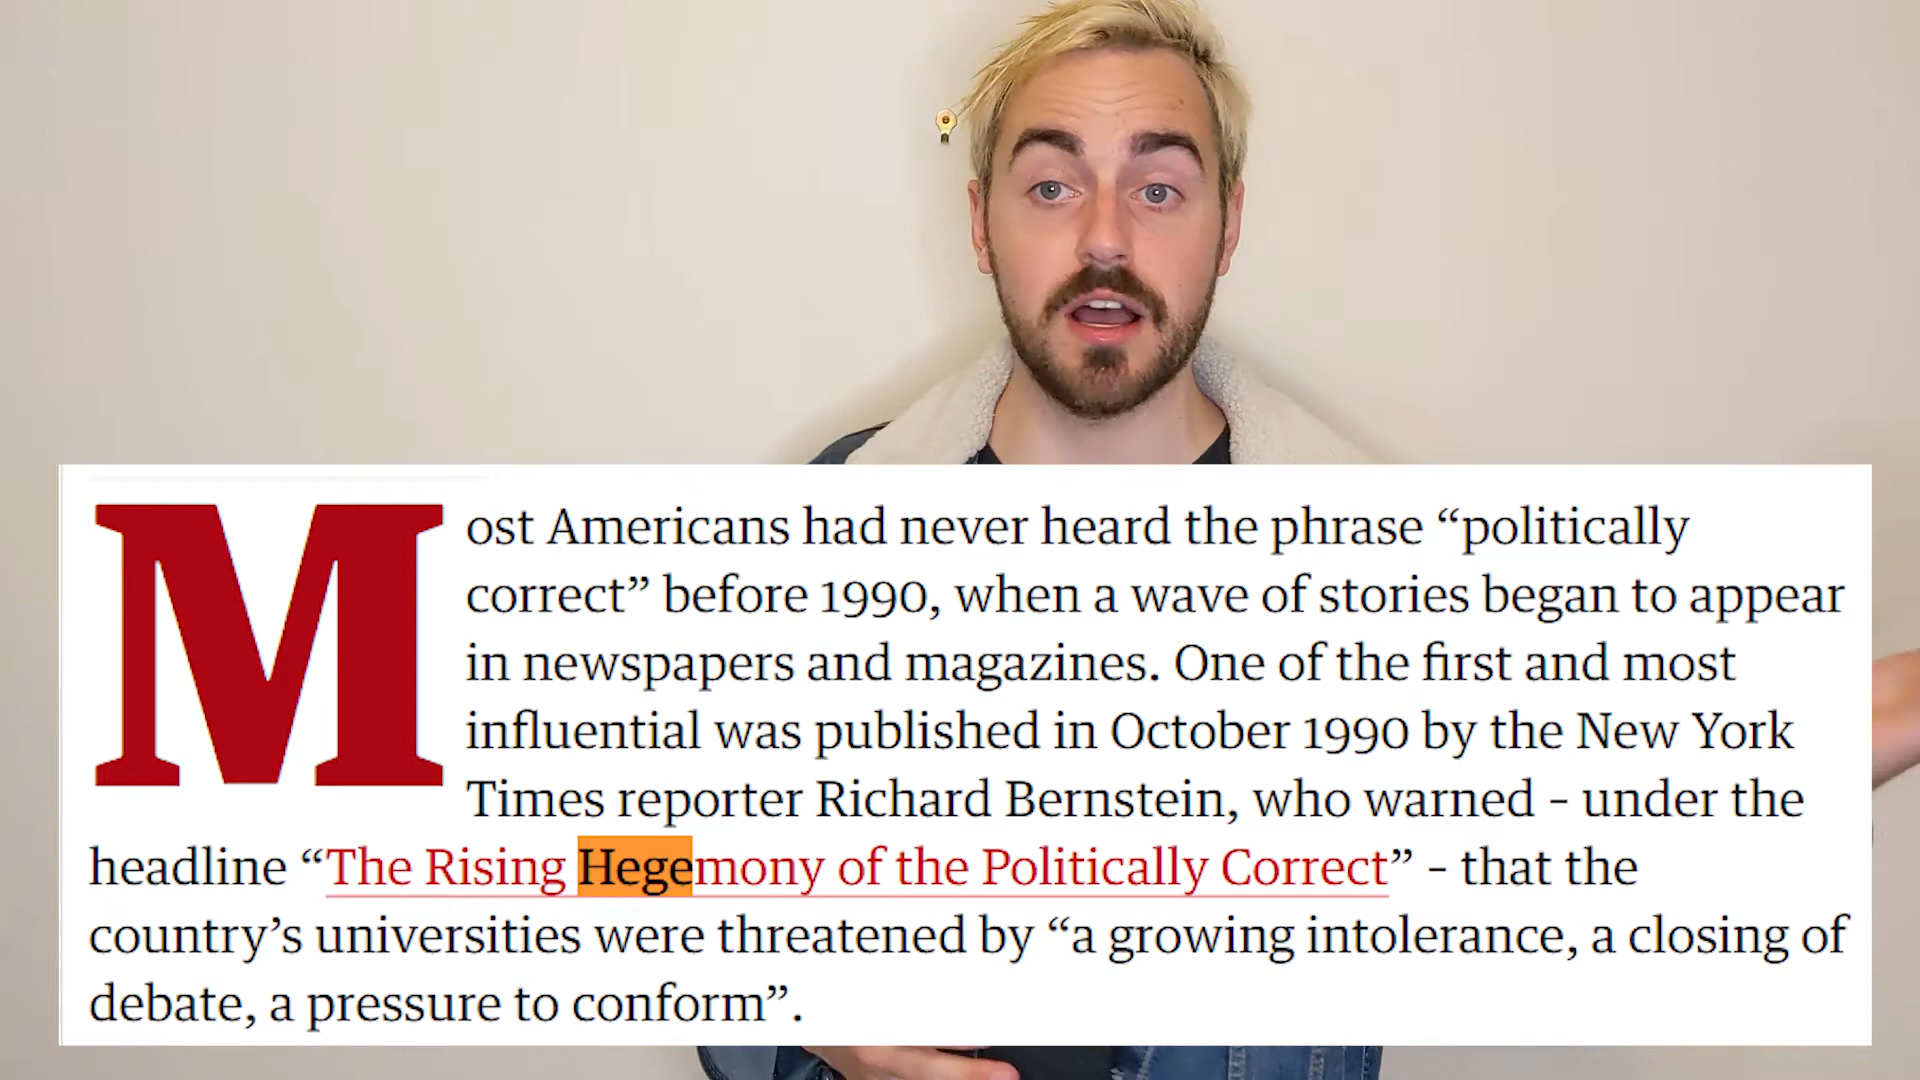 Most Americans had never heard the phrase “politically
correct” before 1990, when a wave of stories began to appear
in newspapers and magazines. One of the first and most
influential was published in October 1990 by the New York
Times reporter Richard Bernstein, who warned – under the
headline “The Rising Hegemony of the Politically Correct” – that the
country’s universities were threatened by “a growing intolerance, a closing of
debate, a pressure to conform”.